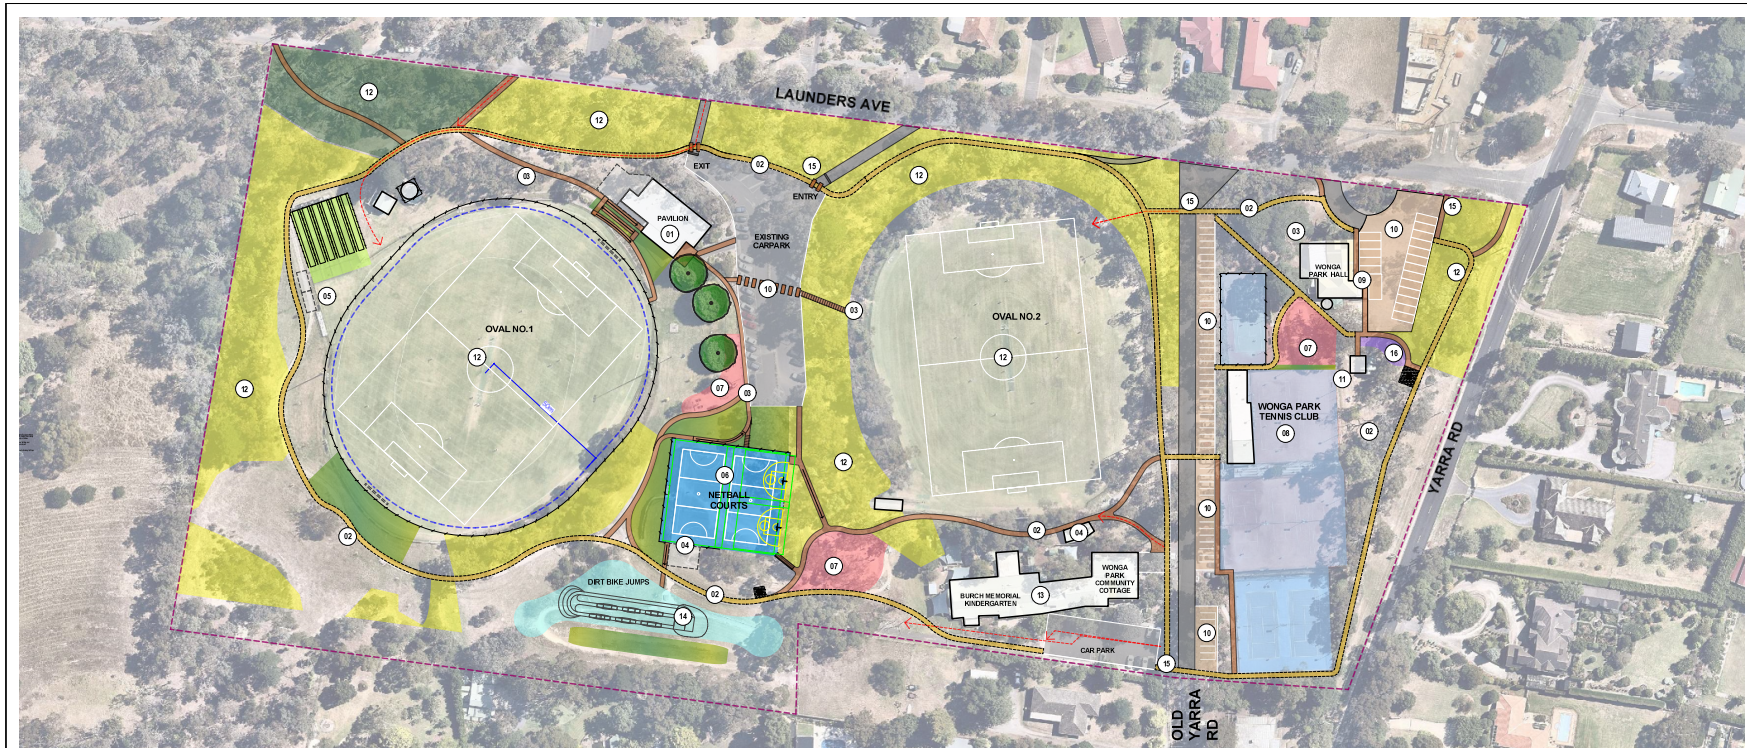 LAUNDERS AVE
12
12
EXIT
02
15
ENTRY
03
12
15
02
15
10
03
12
PAVILION
01
EXISTING
CARPARK
WONGA
PARK HALL
09
05
10
03
OVAL NO.1
12
OVAL NO.2
12
10
07
16
11
12
07
03
WONGA PARK
TENNIS CLUB
08
02
YARRA RD
12
06
NETBALL
COURTS
10
02
04
02
04
07
DIRT BIKE JUMPS
02
14
BURCH MEMORIAL
KINDERGARTEN
13
WONGA
PARK
COMMUNITY
COTTAGE
10
CAR PARK
15
OLD
YARRA
RD